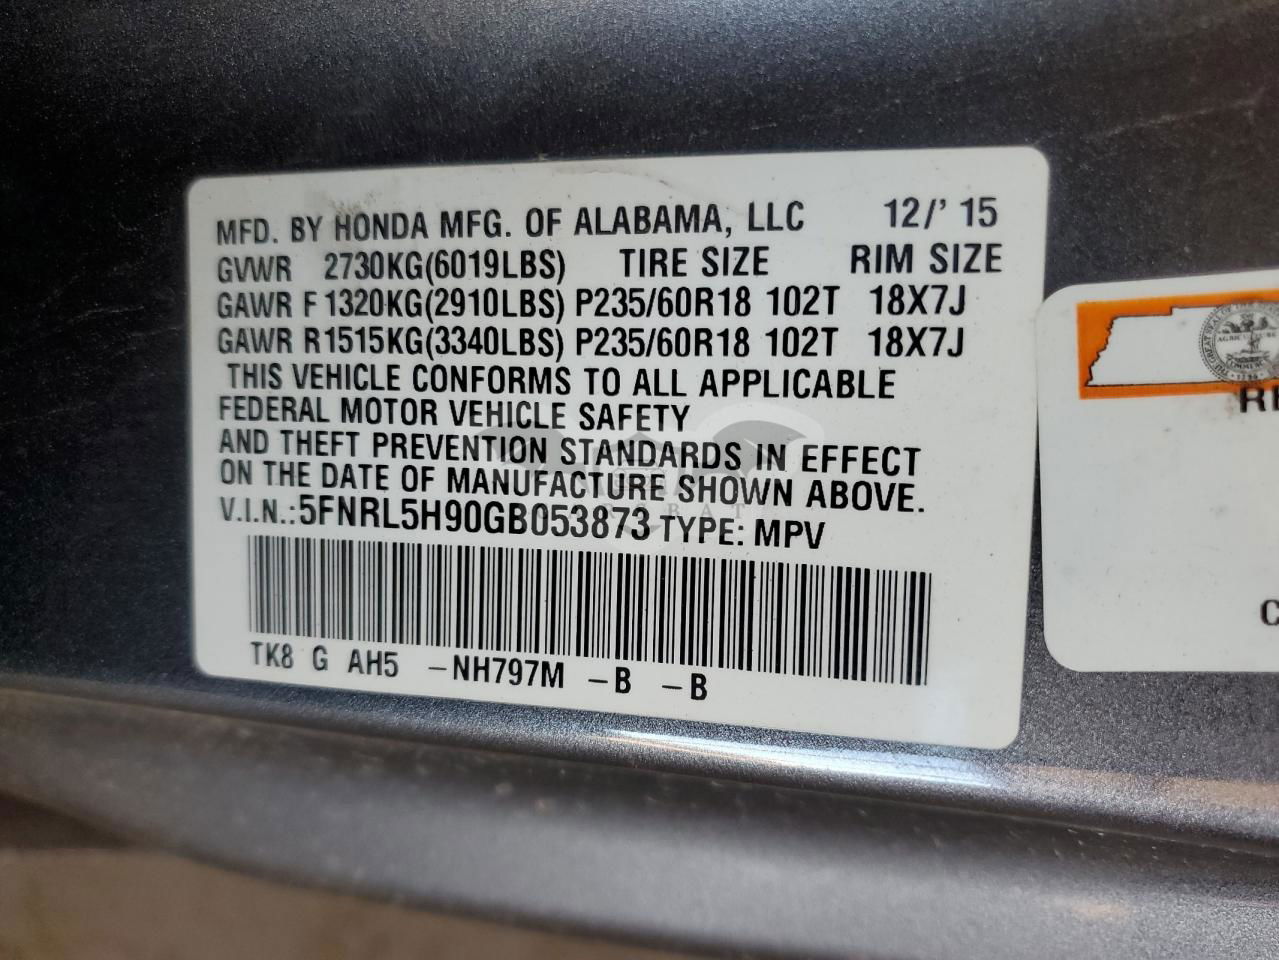 MFD. BY HONDA MFG. OF ALABAMA, LLC 12/' 15
GVWR 2730KG(6019LBS) TIRE SIZE RIM SIZE
GAWR F 1320KG(2910LBS) P235/60R18 102T 18X7J
GAWR R1515KG(3340LBS) P235/60R18 102T 18X7J
THIS VEHICLE CONFORMS TO ALL APPLICABLE
FEDERAL MOTOR VEHICLE SAFETY
AND THEFT PREVENTION STANDARDS IN EFFECT
ON THE DATE OF MANUFACTURE SHOWN ABOVE.
V.I.N.:5FNRL5H90GB053873 TYPE: MPV
TK8 G AH5 -NH797M -B -B